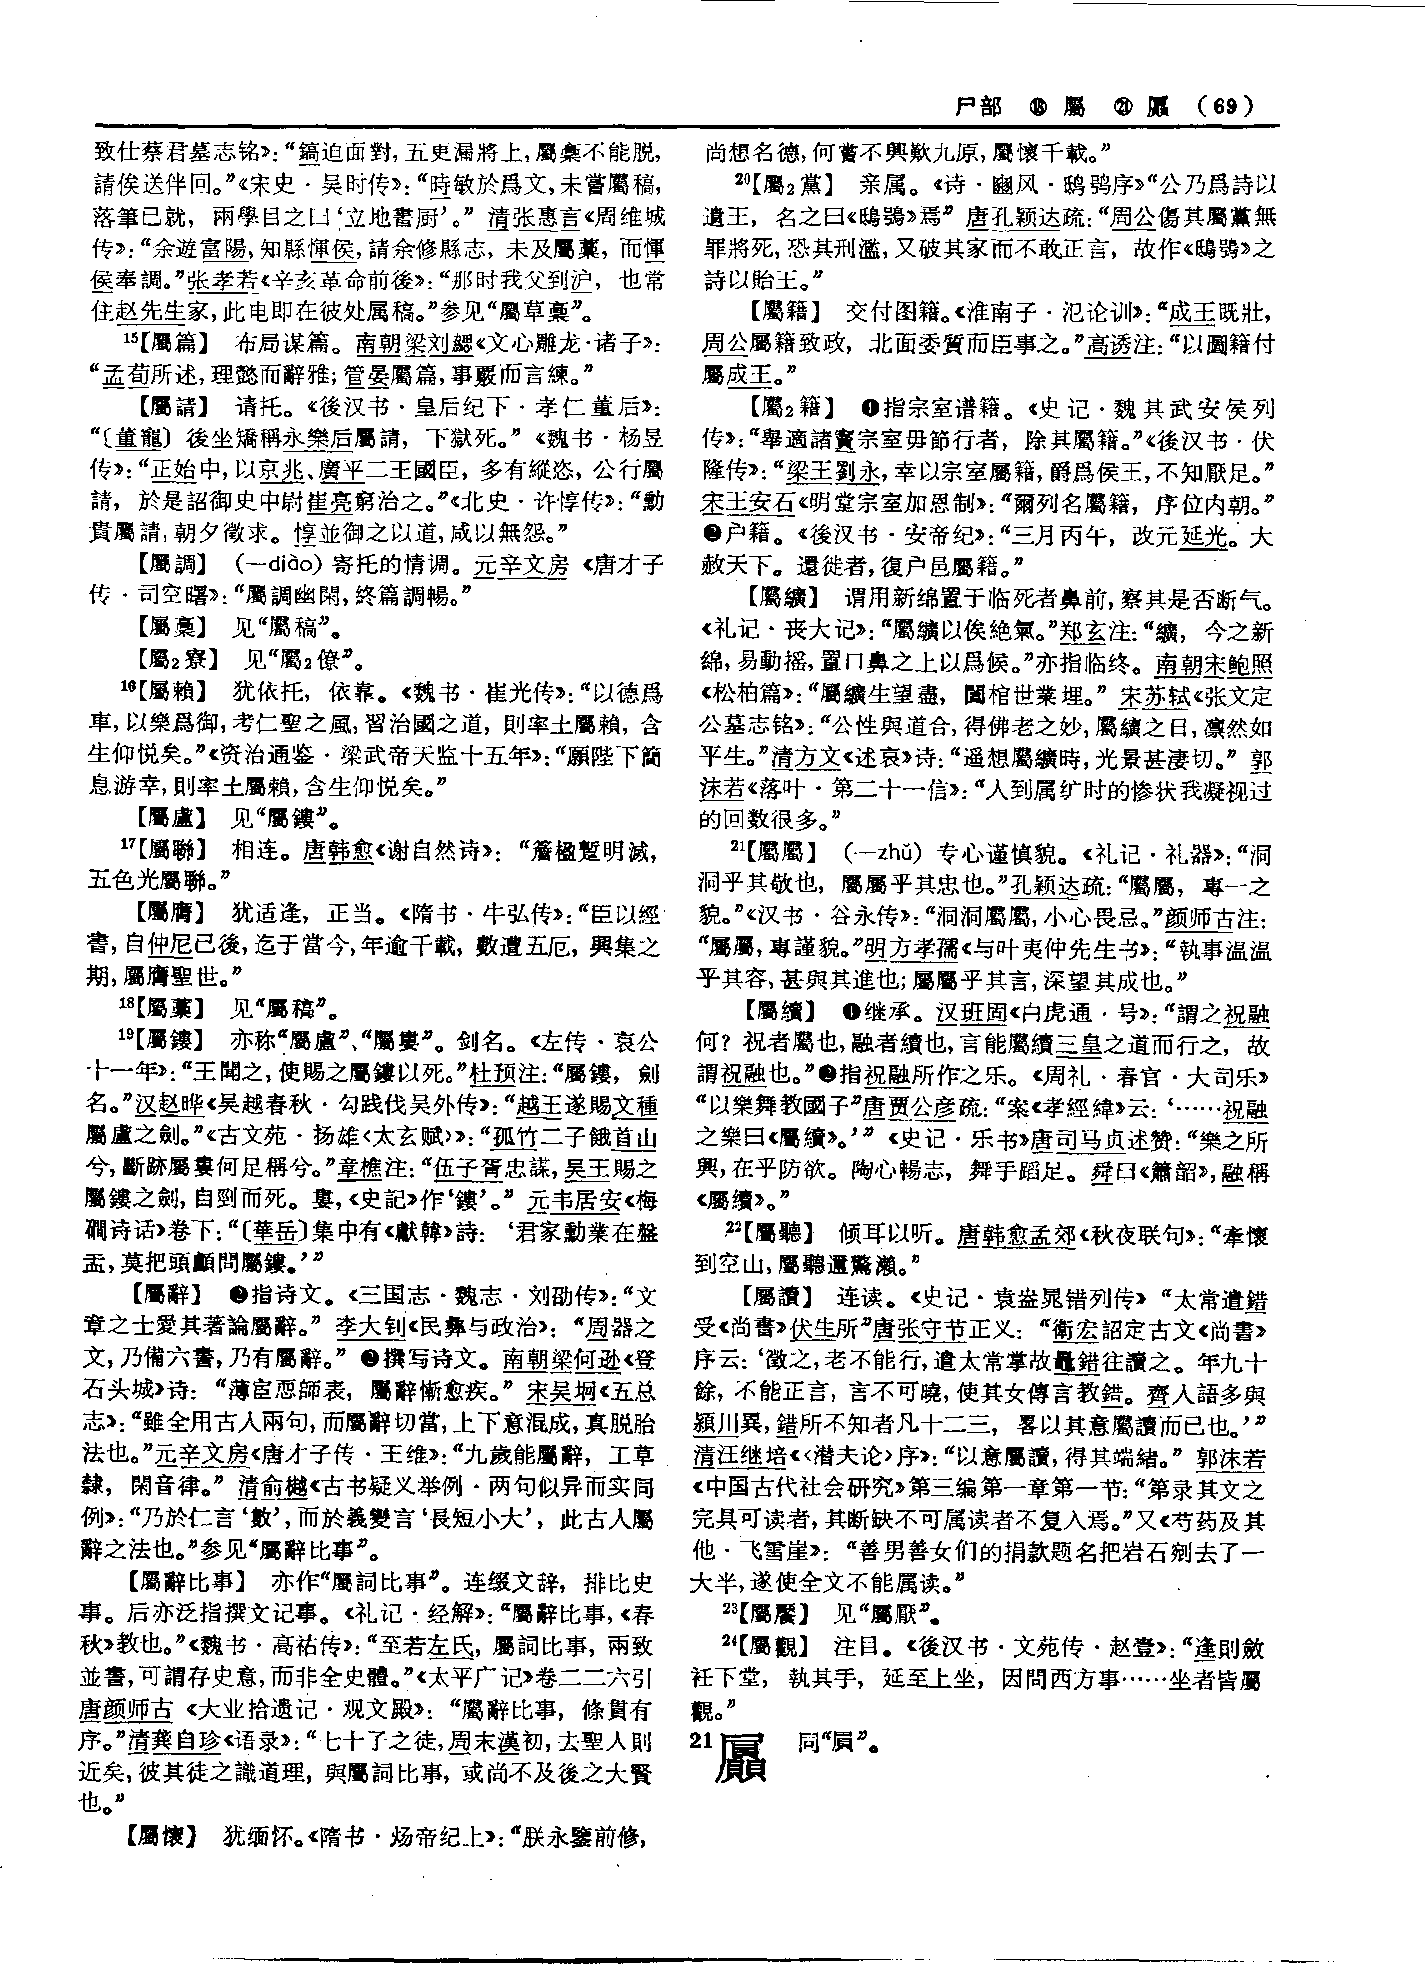 尸部 ⑱ 屬 ㉑ 屭 （69）
致仕蔡君墓志铭》：“鎬迫面對，五更漏將上，屬稾不能脱，
請俟送伴回。”《宋史·吴时传》：“時敏於爲文，未嘗屬稿，
落筆已就，兩學目之曰‘立地書厨’。” 清张惠言《周维城
传》：“余遊富陽，知縣惲侯，請余修縣志，未及屬藁，而惲
侯奉調。”张孝若《辛亥革命前後》：“那时我父到沪，也常
住赵先生家，此电即在彼处属稿。”参见“屬草稾”。
15【屬篇】 布局谋篇。南朝梁刘勰《文心雕龙·诸子》：
“孟荀所述，理懿而辭雅；管晏屬篇，事覈而言練。”
【屬請】 请托。《後汉书·皇后纪下·孝仁董后》：
“〔董寵〕後坐矯稱永樂后屬請，下獄死。” 《魏书·杨昱
传》：“正始中，以京兆、廣平二王國臣，多有縱恣，公行屬
請，於是詔御史中尉崔亮窮治之。”《北史·许惇传》：“勳
貴屬請，朝夕徵求。惇並御之以道，咸以無怨。”
【屬調】 （—diào）寄托的情调。元辛文房 《唐才子
传·司空曙》：“屬調幽閑，終篇調暢。”
【屬稾】 见“屬稿”。
【屬2寮】 见“屬2僚”。
16【屬賴】 犹依托，依靠。《魏书·崔光传》：“以德爲
車，以樂爲御，考仁聖之風，習治國之道，則率土屬賴，含
生仰悦矣。”《资治通鉴·梁武帝天监十五年》：“願陛下簡
息游幸，則率土屬賴，含生仰悦矣。”
【屬盧】 见“屬鏤”。
17【屬聯】 相连。唐韩愈《谢自然诗》：“簷楹蹔明滅，
五色光屬聯。”
【屬膺】 犹适逢，正当。《隋书·牛弘传》：“臣以經
書，自仲尼已後，迄于當今，年逾千載，數遭五厄，興集之
期，屬膺聖世。”
18【屬藁】 见“屬稿”。
19【屬鏤】 亦称“屬盧”、“屬婁”。剑名。《左传·哀公
十一年》：“王聞之，使賜之屬鏤以死。”杜预注：“屬鏤，劍
名。”汉赵晔《吴越春秋·勾践伐吴外传》：“越王遂賜文種
屬盧之劍。”《古文苑·扬雄〈太玄赋〉》：“孤竹二子餓首山
兮，斷跡屬婁何足稱兮。”章樵注：“伍子胥忠謀，吴王賜之
屬鏤之劍，自剄而死。婁，《史記》作‘鏤’。” 元韦居安《梅
磵诗话》卷下：“〔華岳〕集中有《獻韓》詩：‘君家勳業在盤
盂，莫把頭顱問屬鏤。’”
【屬辭】 ❶指诗文。《三国志·魏志·刘劭传》：“文
章之士愛其著論屬辭。” 李大钊《民彝与政治》：“周器之
文，乃備六書，乃有屬辭。” ❷撰写诗文。南朝梁何逊《登
石头城》诗：“薄宦恧師表，屬辭慚愈疾。” 宋吴坰《五总
志》：“雖全用古人兩句，而屬辭切當，上下意混成，真脱胎
法也。”元辛文房《唐才子传·王维》：“九歲能屬辭，工草
隸，閑音律。” 清俞樾《古书疑义举例·两句似异而实同
例》：“乃於仁言‘數’，而於義變言‘長短小大’，此古人屬
辭之法也。”参见“屬辭比事”。
【屬辭比事】 亦作“屬詞比事”。连缀文辞，排比史
事。后亦泛指撰文记事。《礼记·经解》：“屬辭比事，《春
秋》教也。”《魏书·高祐传》：“至若左氏，屬詞比事，兩致
並書，可謂存史意，而非全史體。”《太平广记》卷二二六引
唐颜师古 《大业拾遗记·观文殿》：“屬辭比事，條貫有
序。”清龚自珍《语录》：“七十子之徒，周末漢初，去聖人則
近矣，彼其徒之識道理，與屬詞比事，或尚不及後之大賢
也。”
【屬懷】 犹缅怀。《隋书·炀帝纪上》：“朕永鑒前修，
尚想名德，何嘗不興歎九原，屬懷千載。”
20【屬2黨】 亲属。《诗·豳风·鸱鸮序》“公乃爲詩以
遺王，名之曰《鴟鴞》焉” 唐孔颖达疏：“周公傷其屬黨無
罪將死，恐其刑濫，又破其家而不敢正言，故作《鴟鴞》之
詩以貽王。”
【屬籍】 交付图籍。《淮南子·氾论训》：“成王既壯，
周公屬籍致政，北面委質而臣事之。”高诱注：“以圖籍付
屬成王。”
【屬2籍】 ❶指宗室谱籍。《史记·魏其武安侯列
传》：“舉適諸竇宗室毋節行者，除其屬籍。”《後汉书·伏
隆传》：“梁王劉永，幸以宗室屬籍，爵爲侯王，不知厭足。”
宋王安石《明堂宗室加恩制》：“爾列名屬籍，序位内朝。”
❷户籍。《後汉书·安帝纪》：“三月丙午，改元延光。大
赦天下。還徙者，復户邑屬籍。”
【屬纊】 谓用新绵置于临死者鼻前，察其是否断气。
《礼记·丧大记》：“屬纊以俟絶氣。”郑玄注：“纊，今之新
綿，易動摇，置口鼻之上以爲候。”亦指临终。南朝宋鲍照
《松柏篇》：“屬纊生望盡，闔棺世業埋。” 宋苏轼《张文定
公墓志铭》：“公性與道合，得佛老之妙，屬纊之日，凛然如
平生。”清方文《述哀》诗：“遥想屬纊時，光景甚凄切。” 郭
沫若《落叶·第二十一信》：“人到属纩时的惨状我凝视过
的回数很多。”
21【屬屬】 （—zhǔ）专心谨慎貌。《礼记·礼器》：“洞
洞乎其敬也，屬屬乎其忠也。”孔颖达疏：“屬屬，專一之
貌。”《汉书·谷永传》：“洞洞屬屬，小心畏忌。”颜师古注：
“屬屬，專謹貌。”明方孝孺《与叶夷仲先生书》：“執事温温
乎其容，甚與其進也；屬屬乎其言，深望其成也。”
【屬續】 ❶继承。汉班固《白虎通·号》：“謂之祝融
何？祝者屬也，融者續也，言能屬續三皇之道而行之，故
謂祝融也。”❷指祝融所作之乐。《周礼·春官·大司乐》
“以樂舞教國子”唐贾公彦疏：“案《孝經緯》云：‘……祝融
之樂曰《屬續》。’” 《史记·乐书》唐司马贞述赞：“樂之所
興，在乎防欲。陶心暢志，舞手蹈足。舜曰《簫韶》，融稱
《屬續》。”
22【屬聽】 倾耳以听。唐韩愈孟郊《秋夜联句》：“牽懷
到空山，屬聽邇驚瀨。”
【屬讀】 连读。《史记·袁盎晁错列传》 “太常遣錯
受《尚書》伏生所”唐张守节正义：“衛宏詔定古文《尚書》
序云：‘徵之，老不能行，遣太常掌故鼂錯往讀之。年九十
餘，不能正言，言不可曉，使其女傳言教錯。齊人語多與
潁川異，錯所不知者凡十二三，畧以其意屬讀而已也。’”
清汪继培《〈潜夫论〉序》：“以意屬讀，得其端緒。” 郭沫若
《中国古代社会研究》第三编第一章第一节：“第录其文之
完具可读者，其断缺不可属读者不复入焉。”又《芍药及其
他·飞雪崖》：“善男善女们的捐款题名把岩石剜去了一
大半，遂使全文不能属读。”
23【屬饜】 见“屬厭”。
24【屬觀】 注目。《後汉书·文苑传·赵壹》：“逢則斂
衽下堂，執其手，延至上坐，因問西方事……坐者皆屬
觀。”
21 屭 同“屓”。